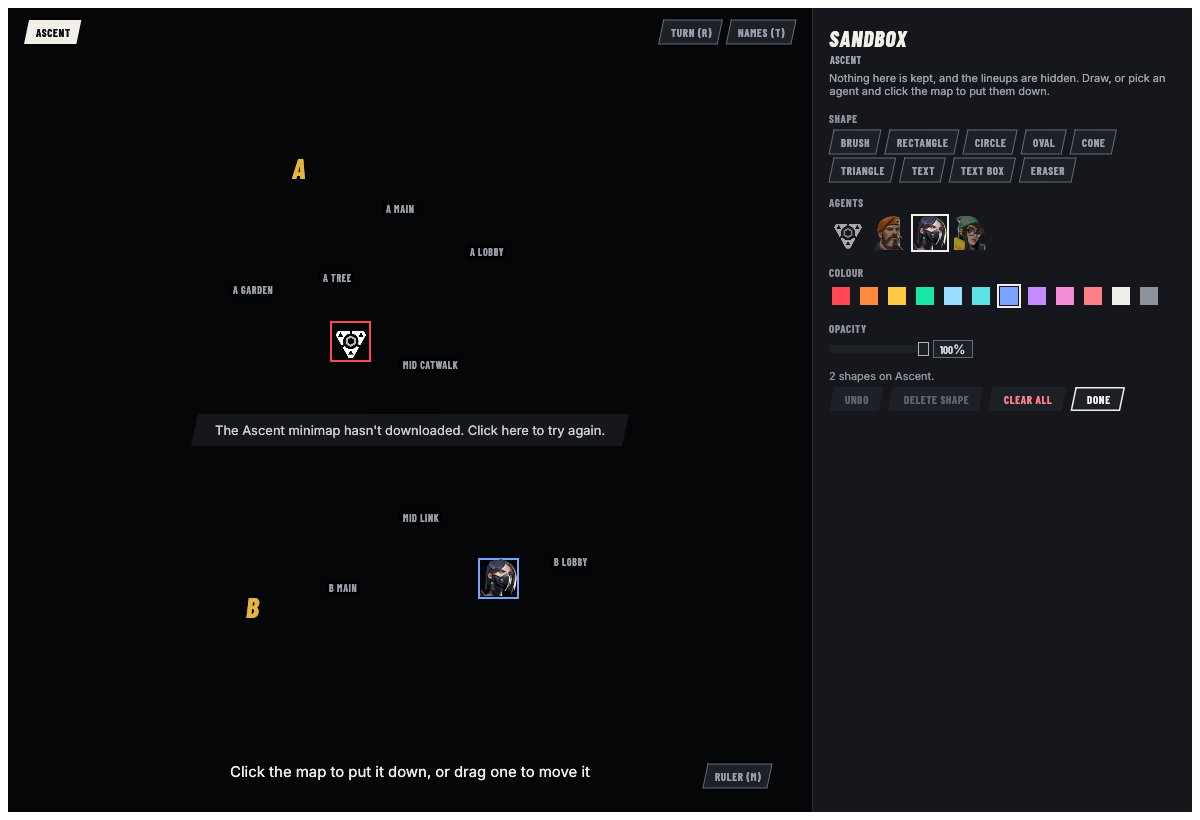 ASCENT
TURN (R)
NAMES (T)
A
A MAIN
A LOBBY
A TREE
A GARDEN
MID CATWALK
The Ascent minimap hasn't downloaded. Click here to try again.
MID LINK
B LOBBY
B MAIN
B
Click the map to put it down, or drag one to move it
RULER (M)
SANDBOX
ASCENT
Nothing here is kept, and the lineups are hidden. Draw, or pick an
agent and click the map to put them down.
SHAPE
BRUSH
RECTANGLE
CIRCLE
OVAL
CONE
TRIANGLE
TEXT
TEXT BOX
ERASER
AGENTS
COLOUR
OPACITY
100%
2 shapes on Ascent.
UNDO
DELETE SHAPE
CLEAR ALL
DONE